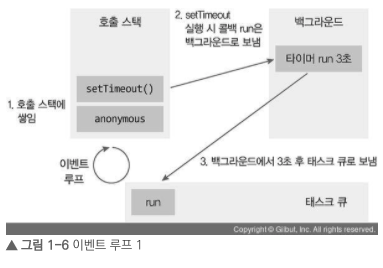 호출 스택
2. setTimeout
실행 시 콜백 run은
백그라운드로 보냄
백그라운드
타이머 run 3초
setTimeout()
anonymous
1. 호출 스택에
쌓임
이벤트
루프
3. 백그라운드에서 3초 후 태스크 큐로 보냄
run
태스크 큐
Copyright © Gilbut, Inc. All rights reserved.
▲ 그림 1-6 이벤트 루프 1